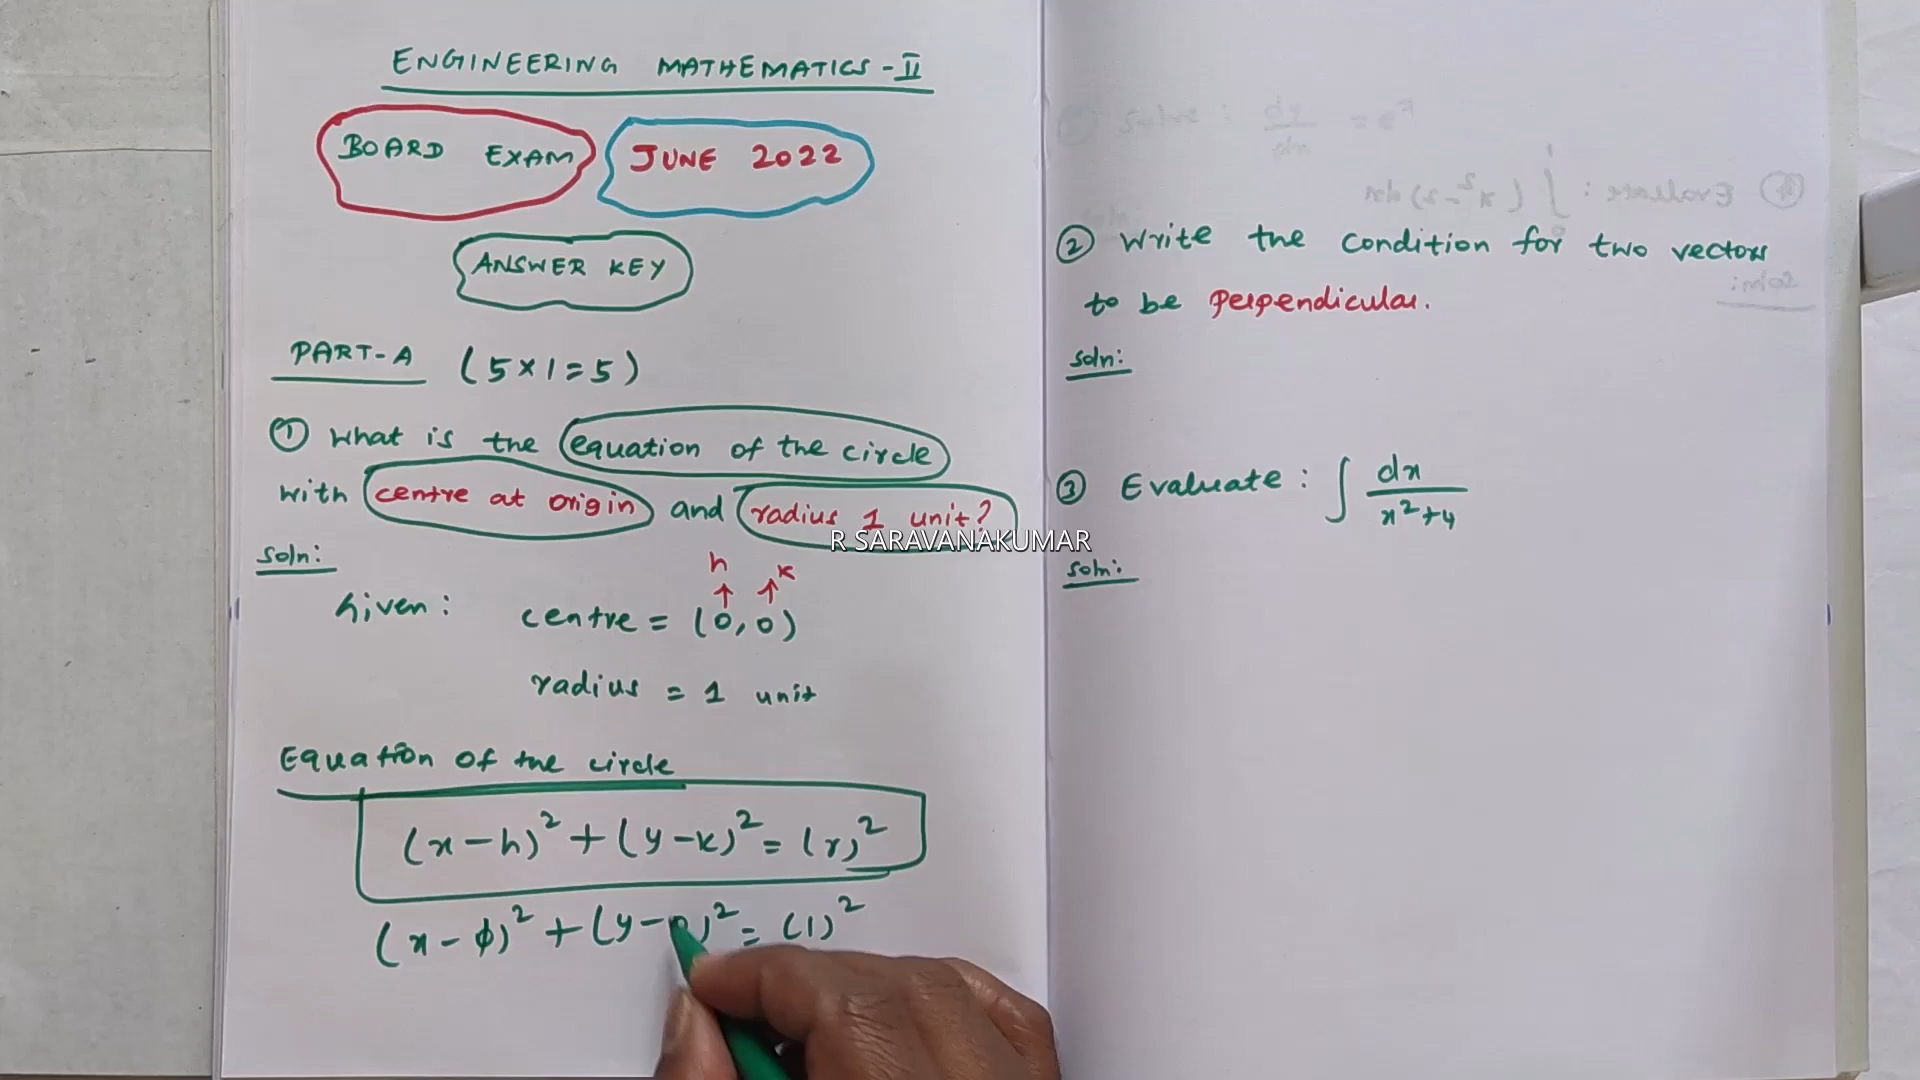 ENGINEERING MATHEMATICS - II
BOARD EXAM
JUNE 2022
ANSWER KEY
PART-A (5×1=5)
① What is the equation of the circle
with centre at origin and radius 1 unit?
Soln:
Given: centre = (0,0)
h k
radius = 1 unit
Equation of the circle
(x-h)² + (y-k)² = (r)²
(x-0)² + (y-0)² = (1)²
② Write the condition for two vectors
to be perpendicular.
Soln:
③ Evaluate: ∫ dx / x²+4
Soln:
R SARAVANAKUMAR